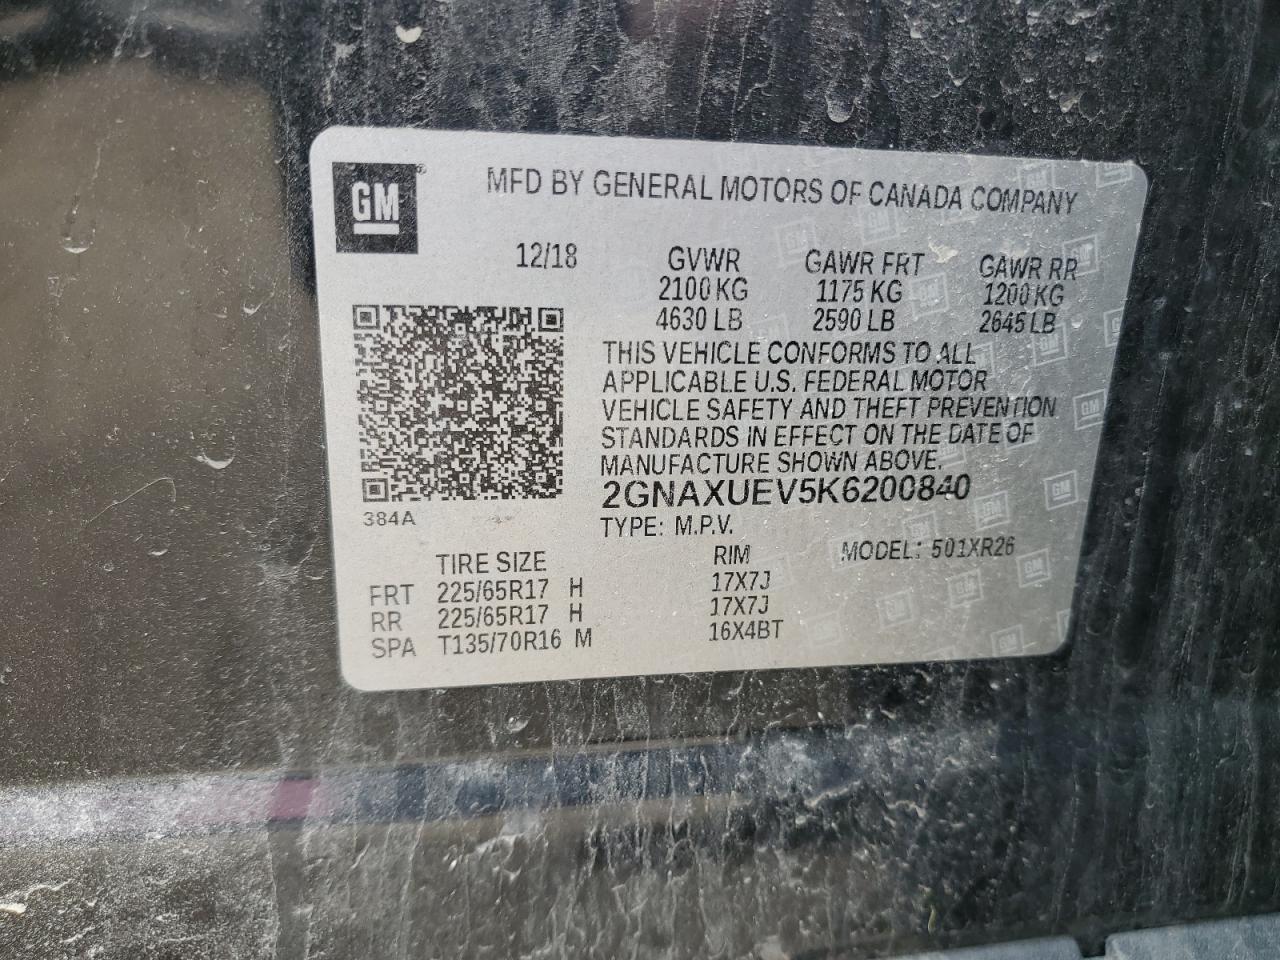 GM
MFD BY GENERAL MOTORS OF CANADA COMPANY
12/18 GVWR GAWR FRT GAWR RR
2100 KG 1175 KG 1200 KG
4630 LB 2590 LB 2645 LB
THIS VEHICLE CONFORMS TO ALL
APPLICABLE U.S. FEDERAL MOTOR
VEHICLE SAFETY AND THEFT PREVENTION
STANDARDS IN EFFECT ON THE DATE OF
MANUFACTURE SHOWN ABOVE.
2GNAXUEV5K6200840
384A
TYPE: M.P.V. MODEL: 501XR26
TIRE SIZE RIM
FRT 225/65R17 H 17X7J
RR 225/65R17 H 17X7J
SPA T135/70R16 M 16X4BT